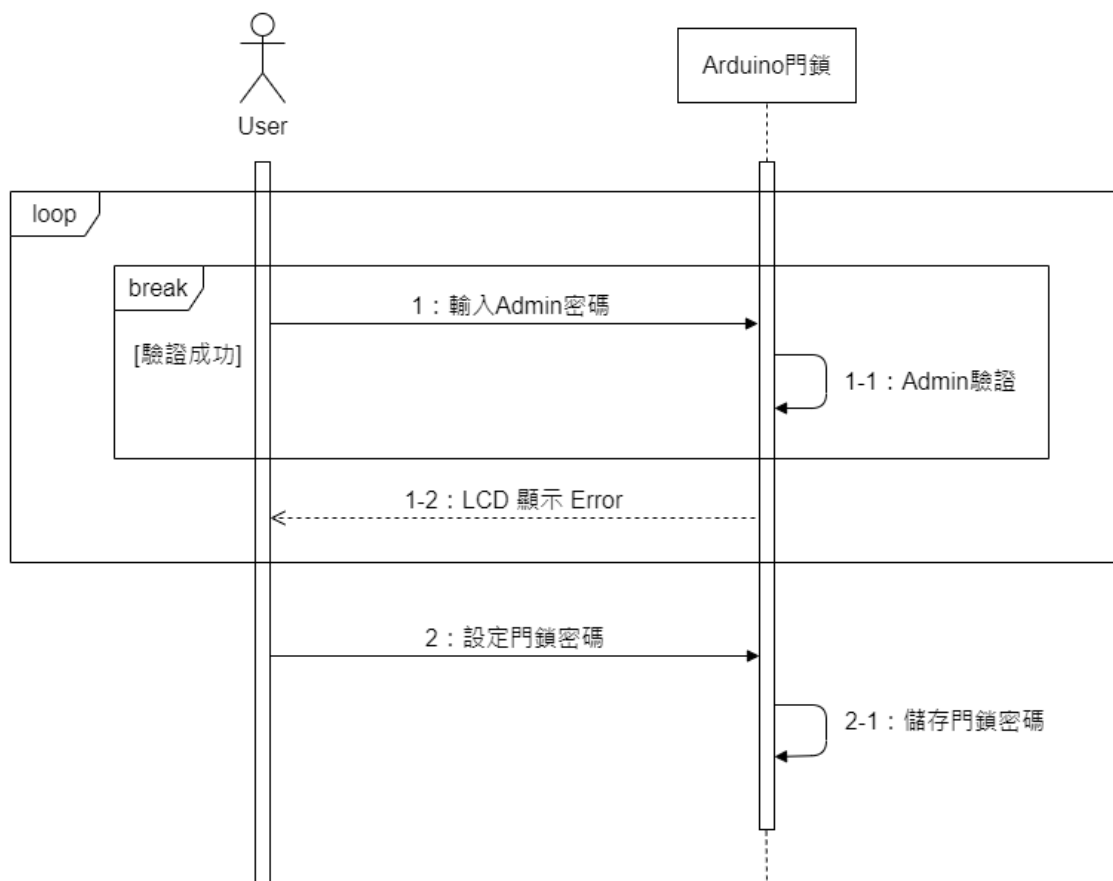 User
Arduino門鎖
loop
break
1：輸入Admin密碼
[驗證成功]
1-1：Admin驗證
1-2：LCD 顯示 Error
2：設定門鎖密碼
2-1：儲存門鎖密碼